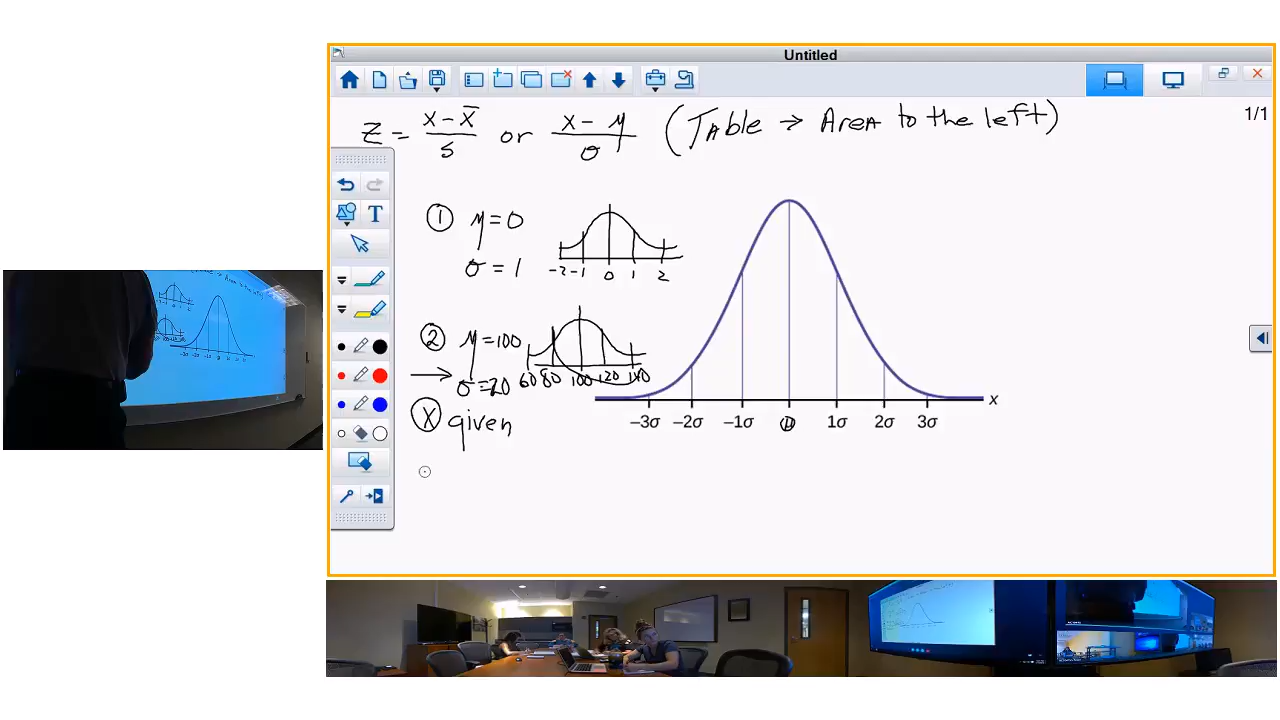 Untitled
1/1
z = x - x̄ / s or x - μ / σ (Table → Area to the left)
① μ = 0
σ = 1
-2 -1 0 1 2
② μ = 100
→ σ = 20
60 80 100 120 140
Ⓧ given
x
−3σ −2σ −1σ 0 1σ 2σ 3σ
T